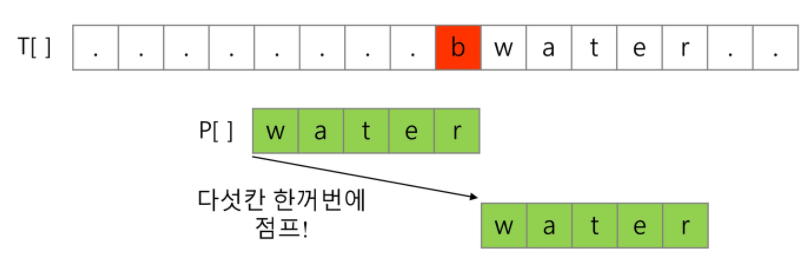 T[ ] . . . . . . . . b w a t e r . .
P[ ] w a t e r
다섯칸 한꺼번에
점프!
w a t e r